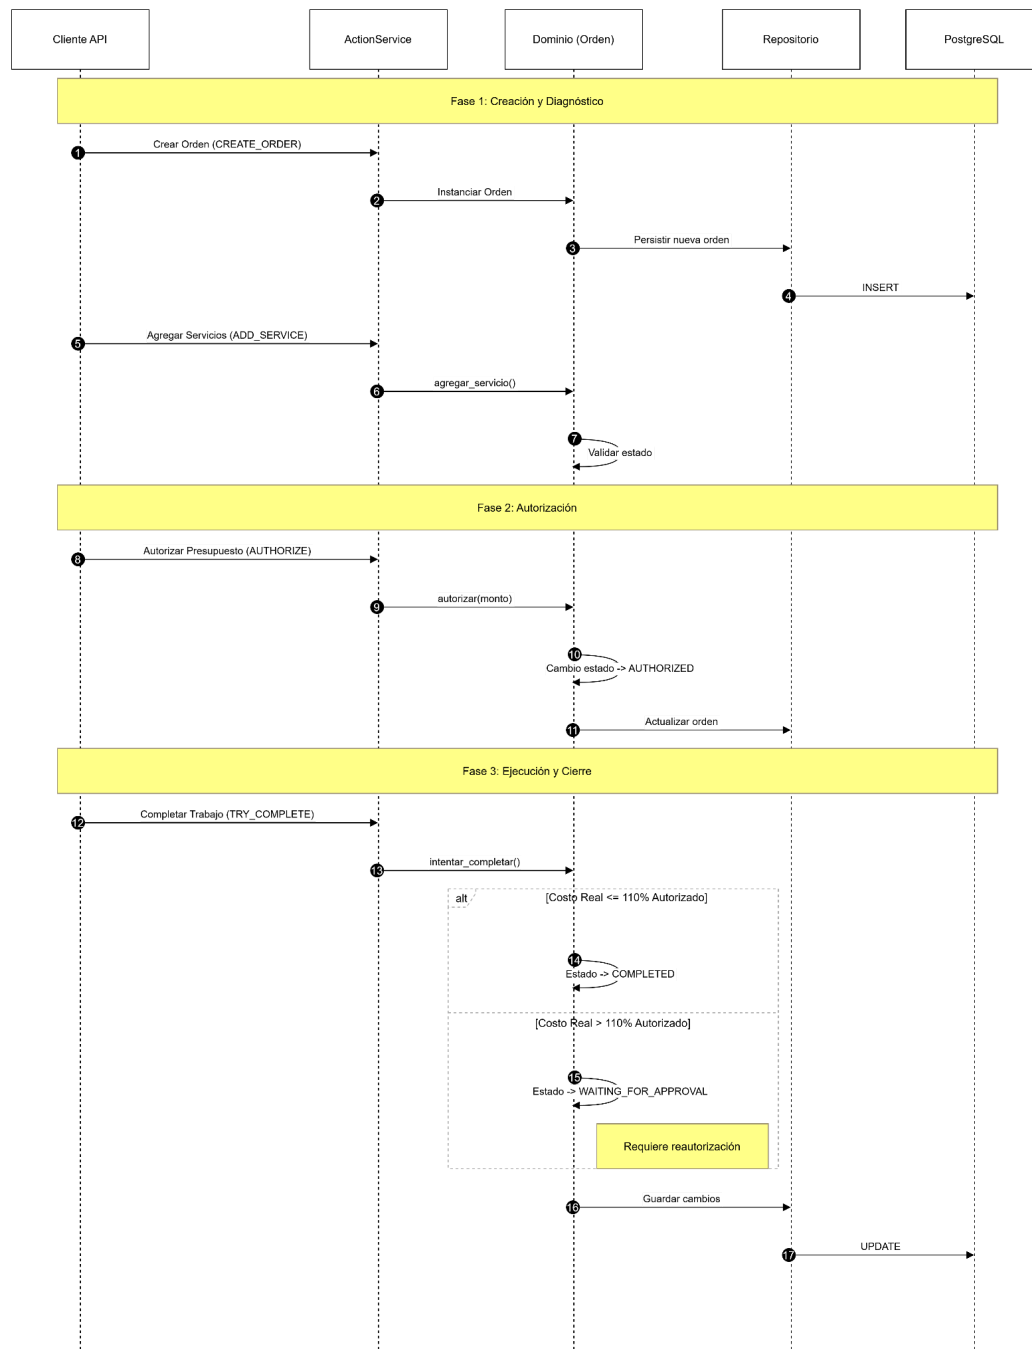 Cliente API
ActionService
Dominio (Orden)
Repositorio
PostgreSQL
Fase 1: Creación y Diagnóstico
1 Crear Orden (CREATE_ORDER)
2 Instanciar Orden
3 Persistir nueva orden
4 INSERT
5 Agregar Servicios (ADD_SERVICE)
6 agregar_servicio()
7 Validar estado
Fase 2: Autorización
8 Autorizar Presupuesto (AUTHORIZE)
9 autorizar(monto)
10 Cambio estado -> AUTHORIZED
11 Actualizar orden
Fase 3: Ejecución y Cierre
12 Completar Trabajo (TRY_COMPLETE)
13 intentar_completar()
alt [Costo Real <= 110% Autorizado]
14 Estado -> COMPLETED
[Costo Real > 110% Autorizado]
15 Estado -> WAITING_FOR_APPROVAL
Requiere reautorización
16 Guardar cambios
17 UPDATE